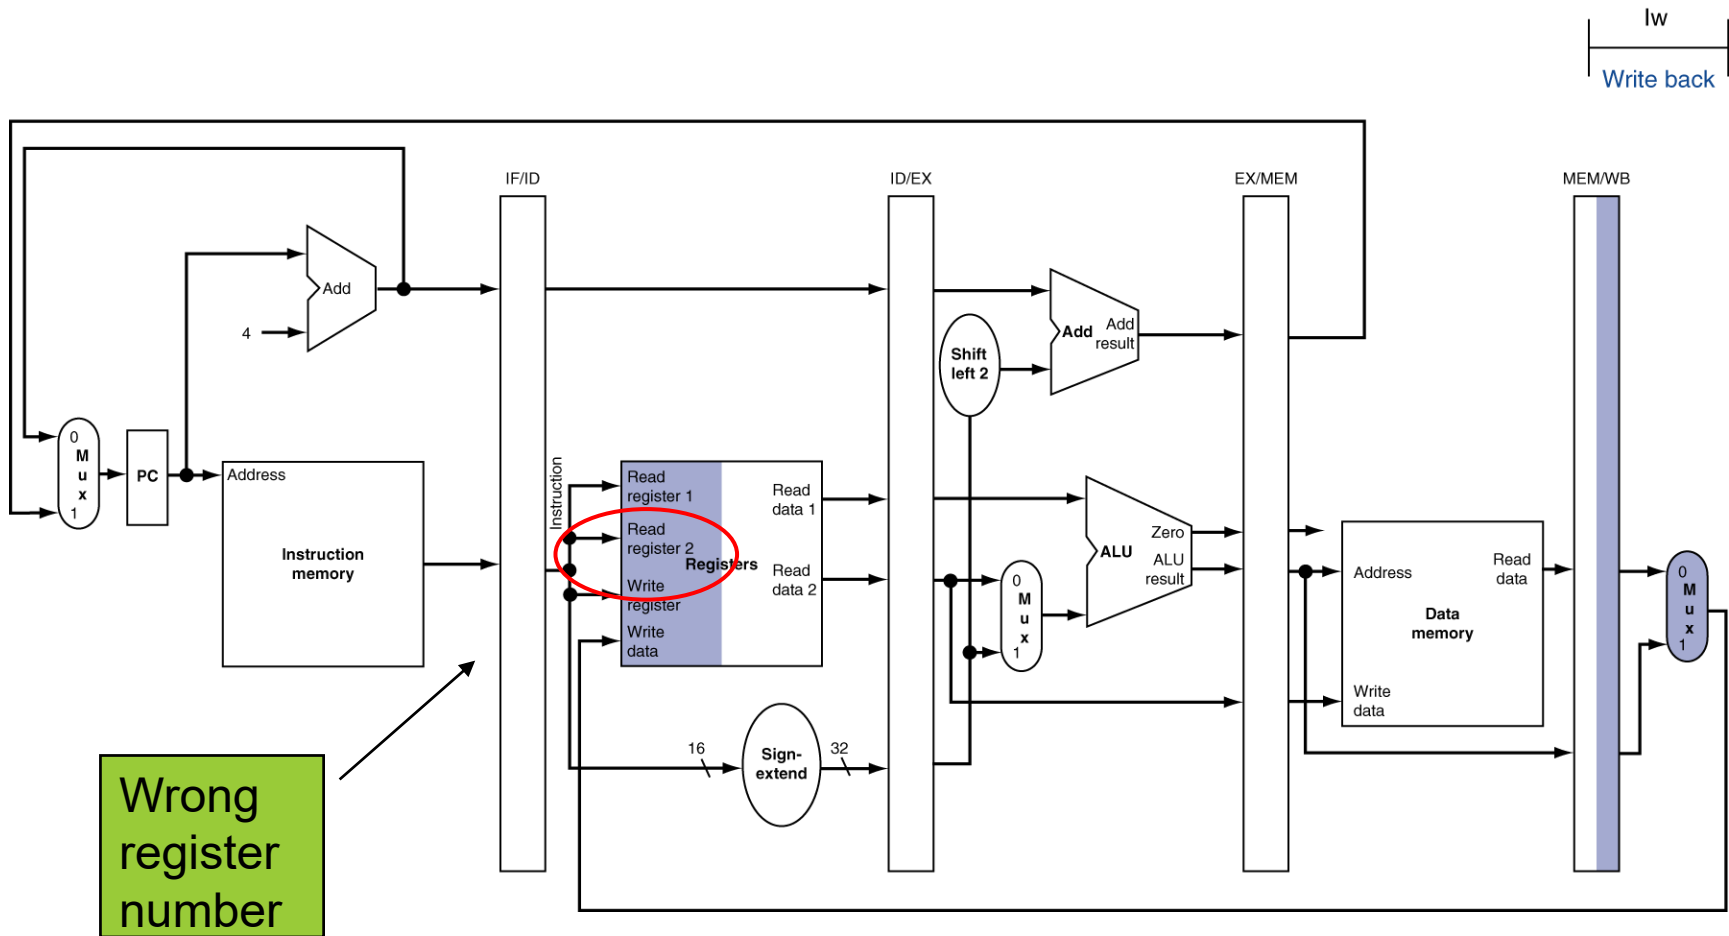 lw
Write back
IF/ID
ID/EX
EX/MEM
MEM/WB
Add
4
Add
Add
result
Shift
left 2
0
M
u
x
1
PC
Address
Instruction
memory
Instruction
Read
register 1
Read
register 2
Write
register
Write
data
Registers
Read
data 1
Read
data 2
16
Sign-
extend
32
0
M
u
x
1
ALU
Zero
ALU
result
Address
Write
data
Data
memory
Read
data
0
M
u
x
1
Wrong
register
number